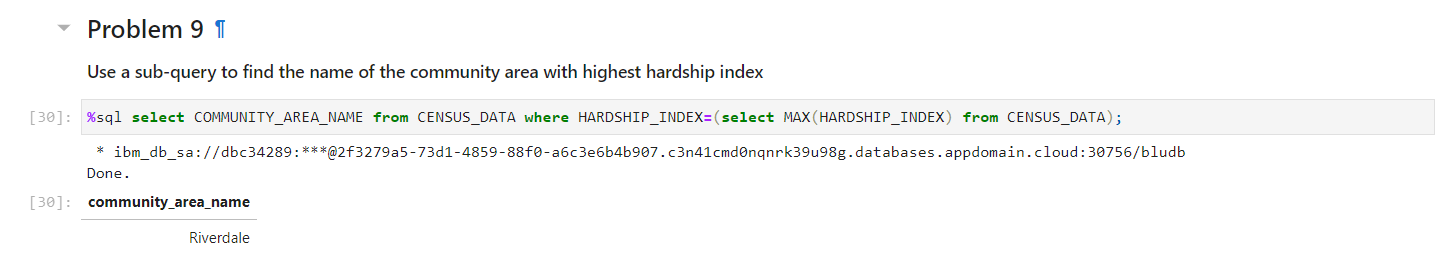 Problem 9 ¶
Use a sub-query to find the name of the community area with highest hardship index
[30]: %sql select COMMUNITY_AREA_NAME from CENSUS_DATA where HARDSHIP_INDEX=(select MAX(HARDSHIP_INDEX) from CENSUS_DATA);
* ibm_db_sa://dbc34289:***@2f3279a5-73d1-4859-88f0-a6c3e6b4b907.c3n41cmd0nqnrk39u98g.databases.appdomain.cloud:30756/bludb
Done.
[30]: community_area_name
Riverdale